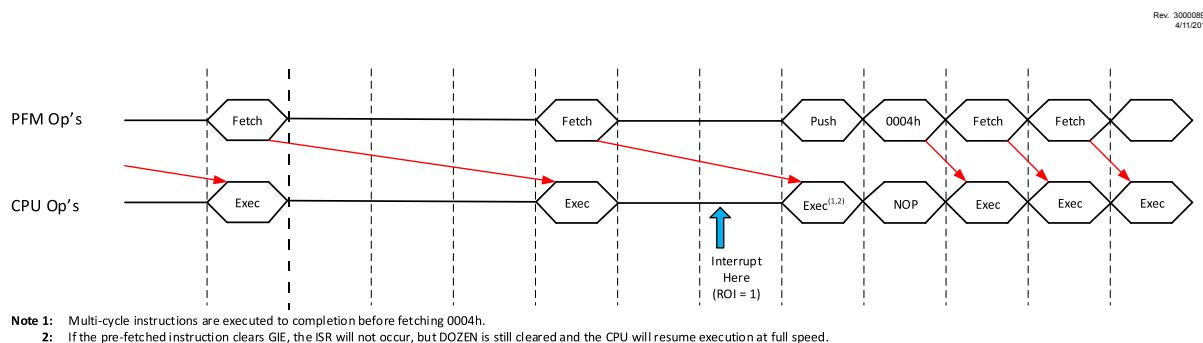 Rev. 3000089
4/11/201
PFM Op's
Fetch Fetch Push 0004h Fetch Fetch
CPU Op's
Exec Exec Exec(1,2) NOP Exec Exec Exec
Interrupt
Here
(ROI = 1)
Note 1: Multi-cycle instructions are executed to completion before fetching 0004h.
2: If the pre-fetched instruction clears GIE, the ISR will not occur, but DOZEN is still cleared and the CPU will resume execution at full speed.